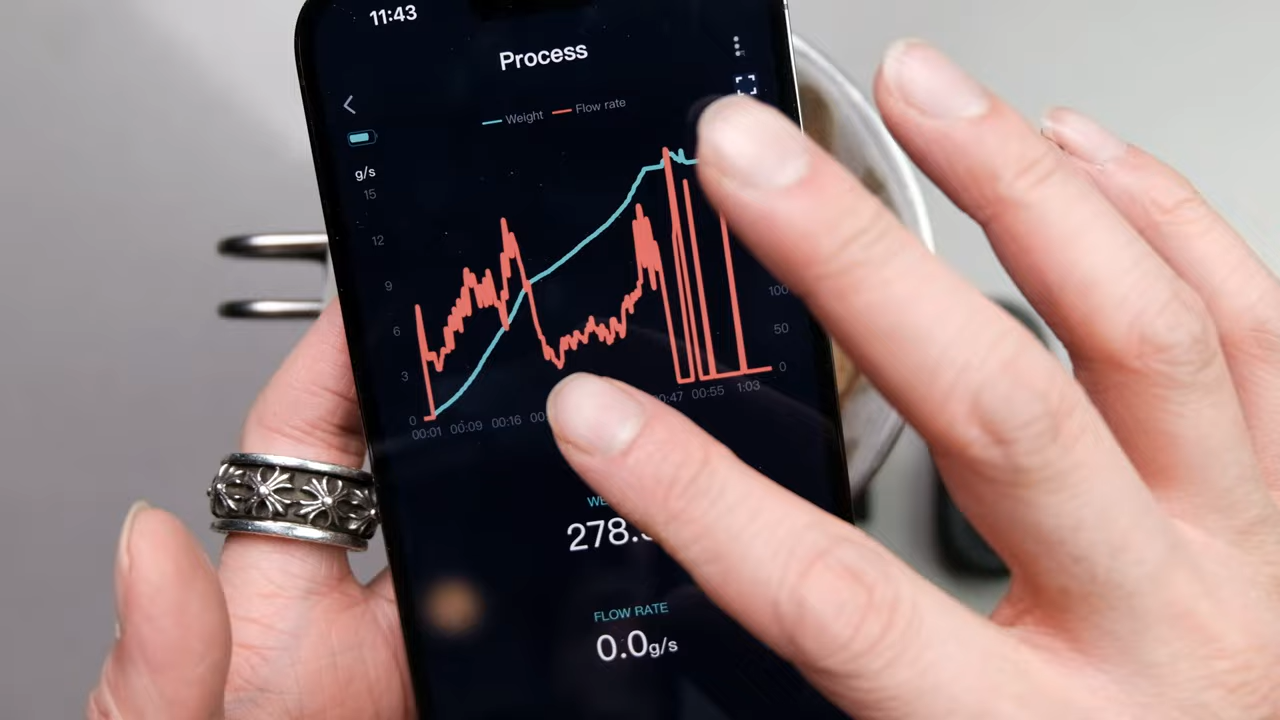 11:43
Process
Weight Flow rate
g/s
15
12
9
6
3
0
100
50
0
00:01 00:09 00:16 00:47 00:55 1:03
278.
FLOW RATE
0.0g/s